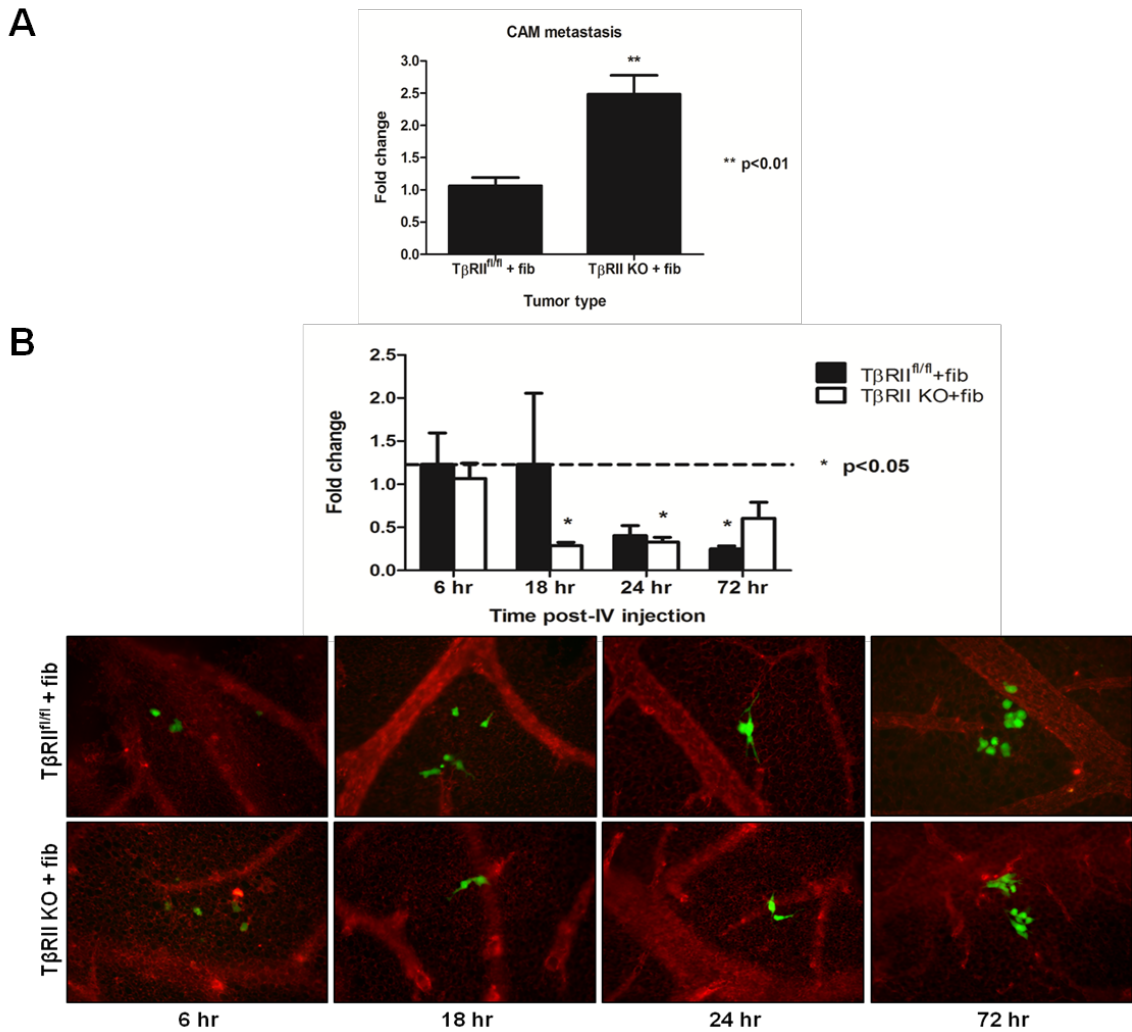 A
CAM metastasis
Fold change
3.0
2.5
2.0
1.5
1.0
0.5
0.0
**
** p<0.01
TβRII^fl/fl + fib
TβRII KO + fib
Tumor type
B
Fold change
2.5
2.0
1.5
1.0
0.5
0.0
TβRII^fl/fl+fib
TβRII KO+fib
* p<0.05
* * *
6 hr 18 hr 24 hr 72 hr
Time post-IV injection
TβRII^fl/fl + fib
TβRII KO + fib
6 hr 18 hr 24 hr 72 hr